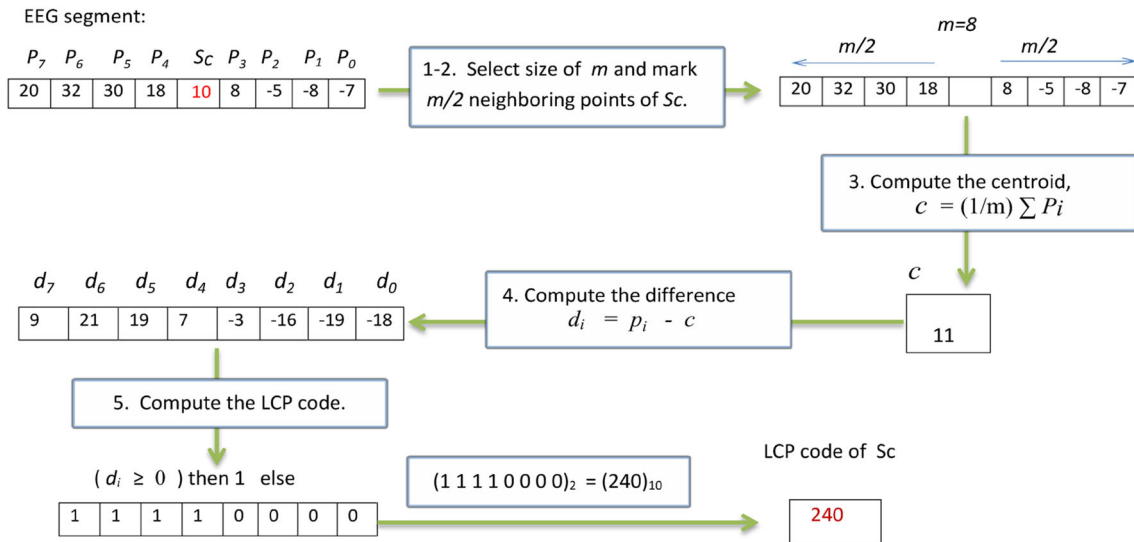 EEG segment:
P7 P6 P5 P4 Sc P3 P2 P1 P0
20 32 30 18 10 8 -5 -8 -7
1-2. Select size of m and mark
m/2 neighboring points of Sc.
m=8
m/2 m/2
20 32 30 18 8 -5 -8 -7
3. Compute the centroid,
c = (1/m) ∑ Pi
c
11
4. Compute the difference
di = pi - c
d7 d6 d5 d4 d3 d2 d1 d0
9 21 19 7 -3 -16 -19 -18
5. Compute the LCP code.
( di ≥ 0 ) then 1 else
1 1 1 1 0 0 0 0
(1 1 1 1 0 0 0 0)2 = (240)10
LCP code of Sc
240